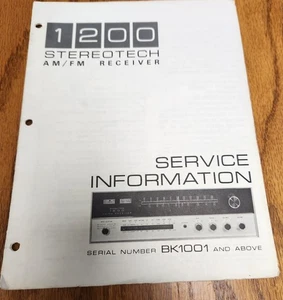 1200
STEREOTECH
AM/FM RECEIVER
SERVICE
INFORMATION
SERIAL NUMBER BK1001 AND ABOVE